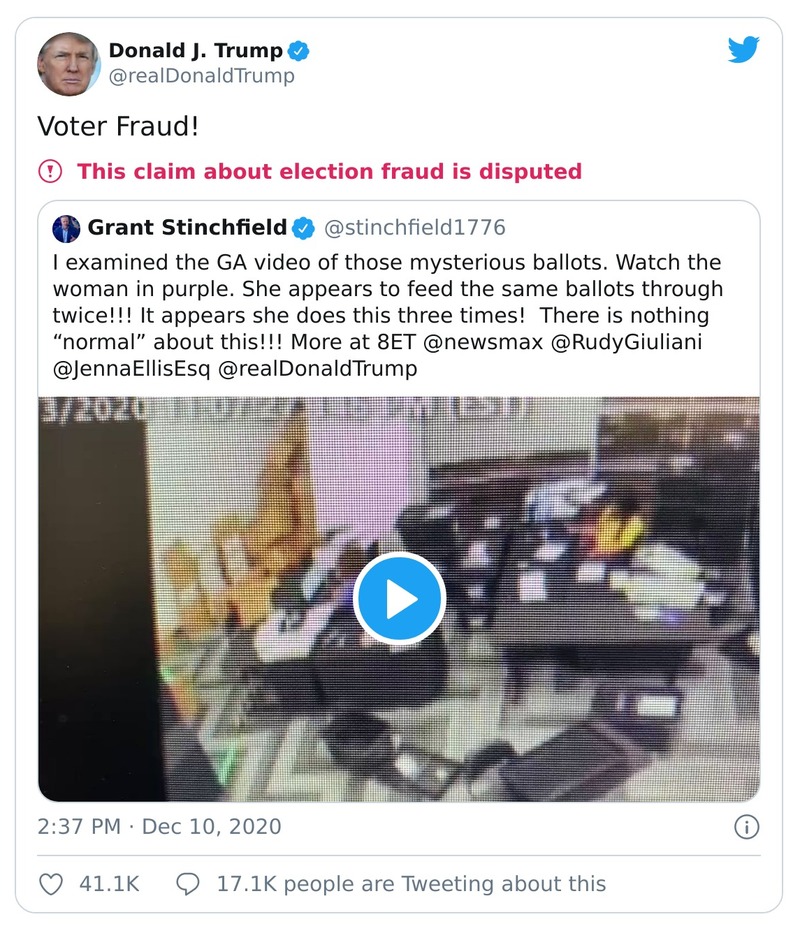 Donald J. Trump
@realDonaldTrump
Voter Fraud!
This claim about election fraud is disputed
Grant Stinchfield @stinchfield1776
I examined the GA video of those mysterious ballots. Watch the
woman in purple. She appears to feed the same ballots through
twice!!! It appears she does this three times!  There is nothing
“normal” about this!!! More at 8ET @newsmax @RudyGiuliani
@JennaEllisEsq @realDonaldTrump
3/2020
PM (EST)
2:37 PM · Dec 10, 2020
41.1K
17.1K people are Tweeting about this